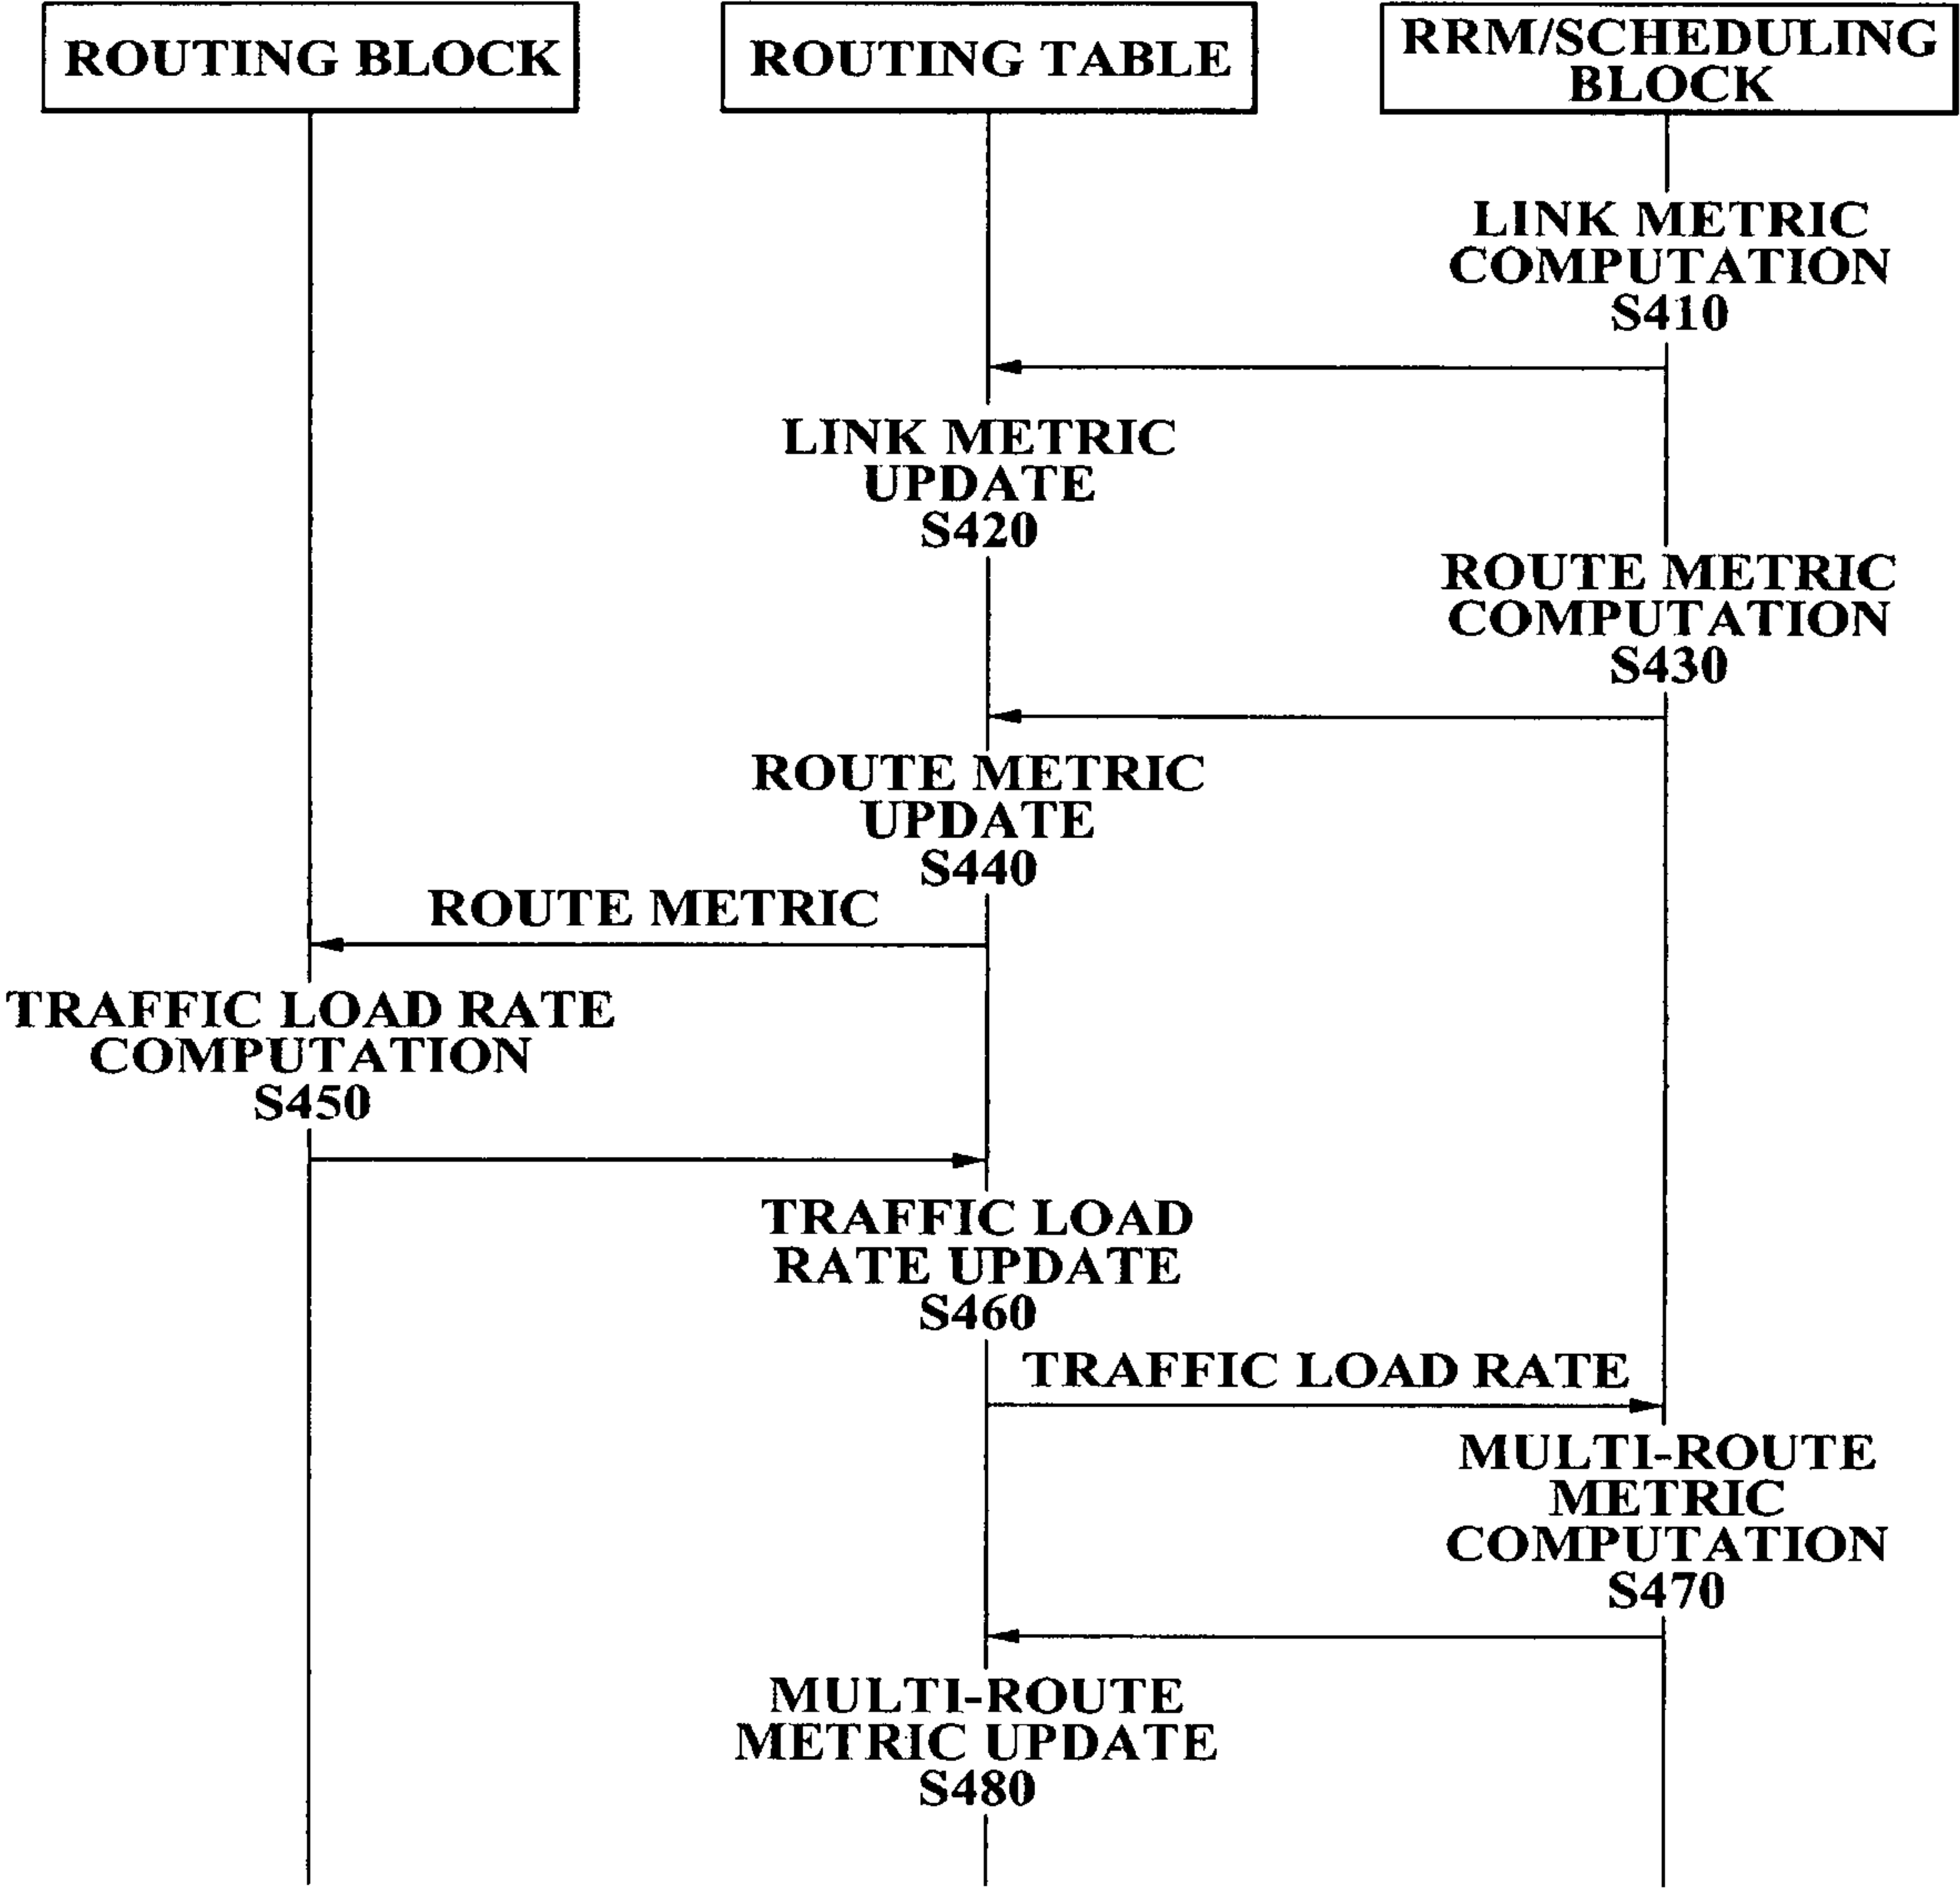 ROUTING BLOCK
ROUTING TABLE
RRM/SCHEDULING
BLOCK
LINK METRIC
COMPUTATION
S410
LINK METRIC
UPDATE
S420
ROUTE METRIC
COMPUTATION
S430
ROUTE METRIC
UPDATE
S440
ROUTE METRIC
TRAFFIC LOAD RATE
COMPUTATION
S450
TRAFFIC LOAD
RATE UPDATE
S460
TRAFFIC LOAD RATE
MULTI-ROUTE
METRIC
COMPUTATION
S470
MULTI-ROUTE
METRIC UPDATE
S480